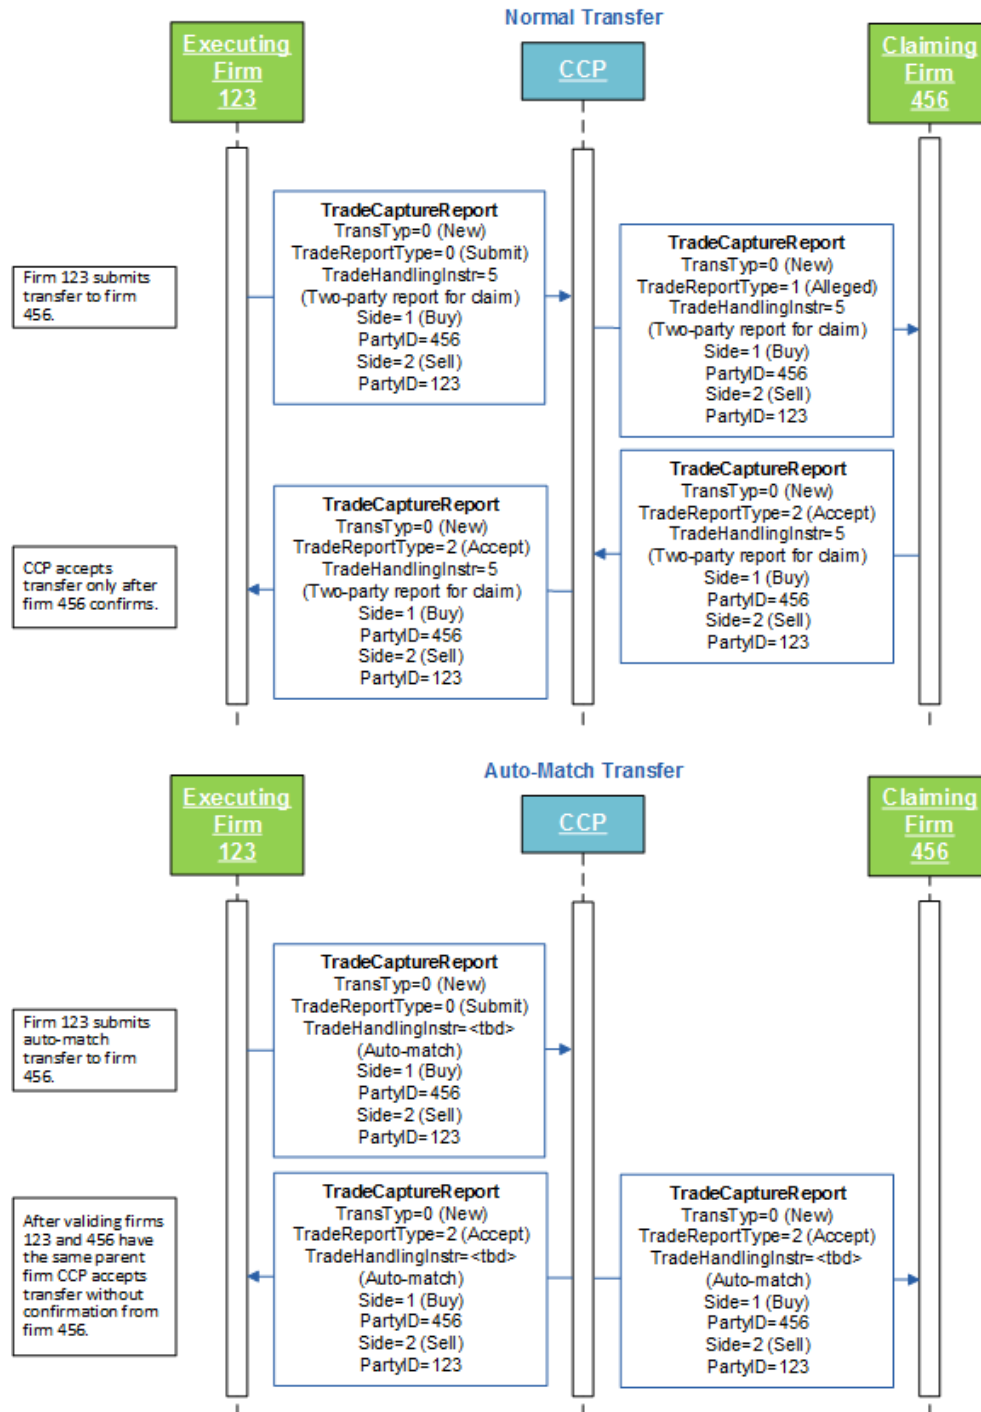 Normal Transfer
Executing
Firm
123
CCP
Claiming
Firm
456
Firm 123 submits
transfer to firm
456.
TradeCaptureReport
TransTyp=0 (New)
TradeReportType=0 (Submit)
TradeHandlingInstr=5
(Two-party report for claim)
Side=1 (Buy)
PartyID=456
Side=2 (Sell)
PartyID=123
TradeCaptureReport
TransTyp=0 (New)
TradeReportType=1 (Alleged)
TradeHandlingInstr=5
(Two-party report for claim)
Side=1 (Buy)
PartyID=456
Side=2 (Sell)
PartyID=123
CCP accepts
transfer only after
firm 456 confirms.
TradeCaptureReport
TransTyp=0 (New)
TradeReportType=2 (Accept)
TradeHandlingInstr=5
(Two-party report for claim)
Side=1 (Buy)
PartyID=456
Side=2 (Sell)
PartyID=123
TradeCaptureReport
TransTyp=0 (New)
TradeReportType=2 (Accept)
TradeHandlingInstr=5
(Two-party report for claim)
Side=1 (Buy)
PartyID=456
Side=2 (Sell)
PartyID=123
Auto-Match Transfer
Executing
Firm
123
CCP
Claiming
Firm
456
Firm 123 submits
auto-match
transfer to firm
456.
TradeCaptureReport
TransTyp=0 (New)
TradeReportType=0 (Submit)
TradeHandlingInstr=<tbd>
(Auto-match)
Side=1 (Buy)
PartyID=456
Side=2 (Sell)
PartyID=123
After validing firms
123 and 456 have
the same parent
firm CCP accepts
transfer without
confirmation from
firm 456.
TradeCaptureReport
TransTyp=0 (New)
TradeReportType=2 (Accept)
TradeHandlingInstr=<tbd>
(Auto-match)
Side=1 (Buy)
PartyID=456
Side=2 (Sell)
PartyID=123
TradeCaptureReport
TransTyp=0 (New)
TradeReportType=2 (Accept)
TradeHandlingInstr=<tbd>
(Auto-match)
Side=1 (Buy)
PartyID=456
Side=2 (Sell)
PartyID=123